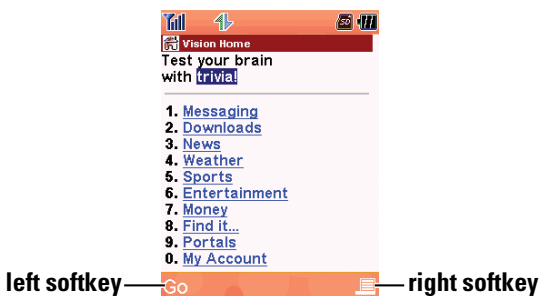 SD
Vision Home
Test your brain
with trivia!
1. Messaging
2. Downloads
3. News
4. Weather
5. Sports
6. Entertainment
7. Money
8. Find it...
9. Portals
0. My Account
left softkey Go right softkey